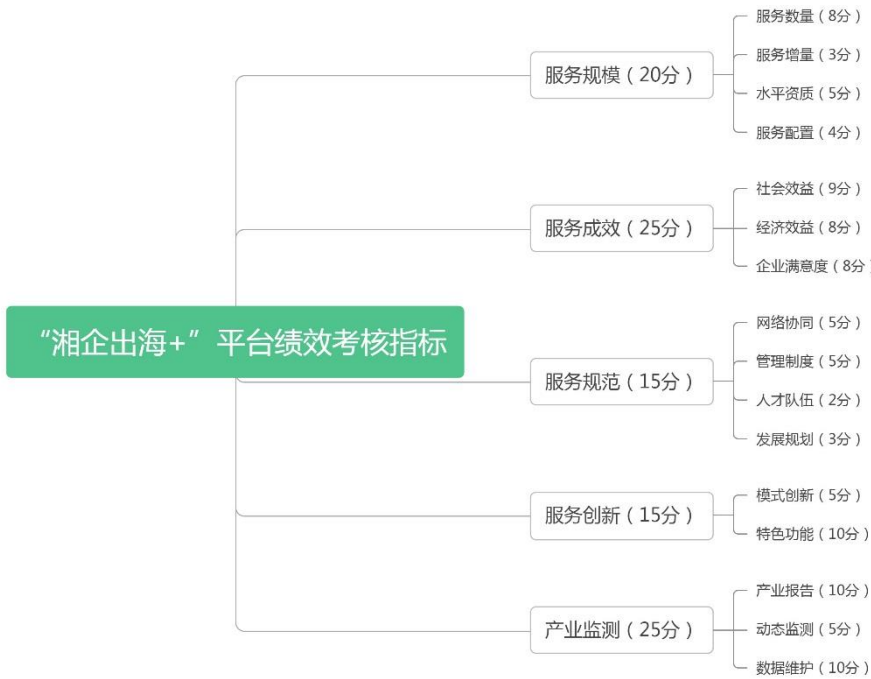 “湘企出海+”平台绩效考核指标
服务规模（20分）
服务数量（8分）
服务增量（3分）
水平资质（5分）
服务配置（4分）
服务成效（25分）
社会效益（9分）
经济效益（8分）
企业满意度（8分）
服务规范（15分）
网络协同（5分）
管理制度（5分）
人才队伍（2分）
发展规划（3分）
服务创新（15分）
模式创新（5分）
特色功能（10分）
产业监测（25分）
产业报告（10分）
动态监测（5分）
数据维护（10分）